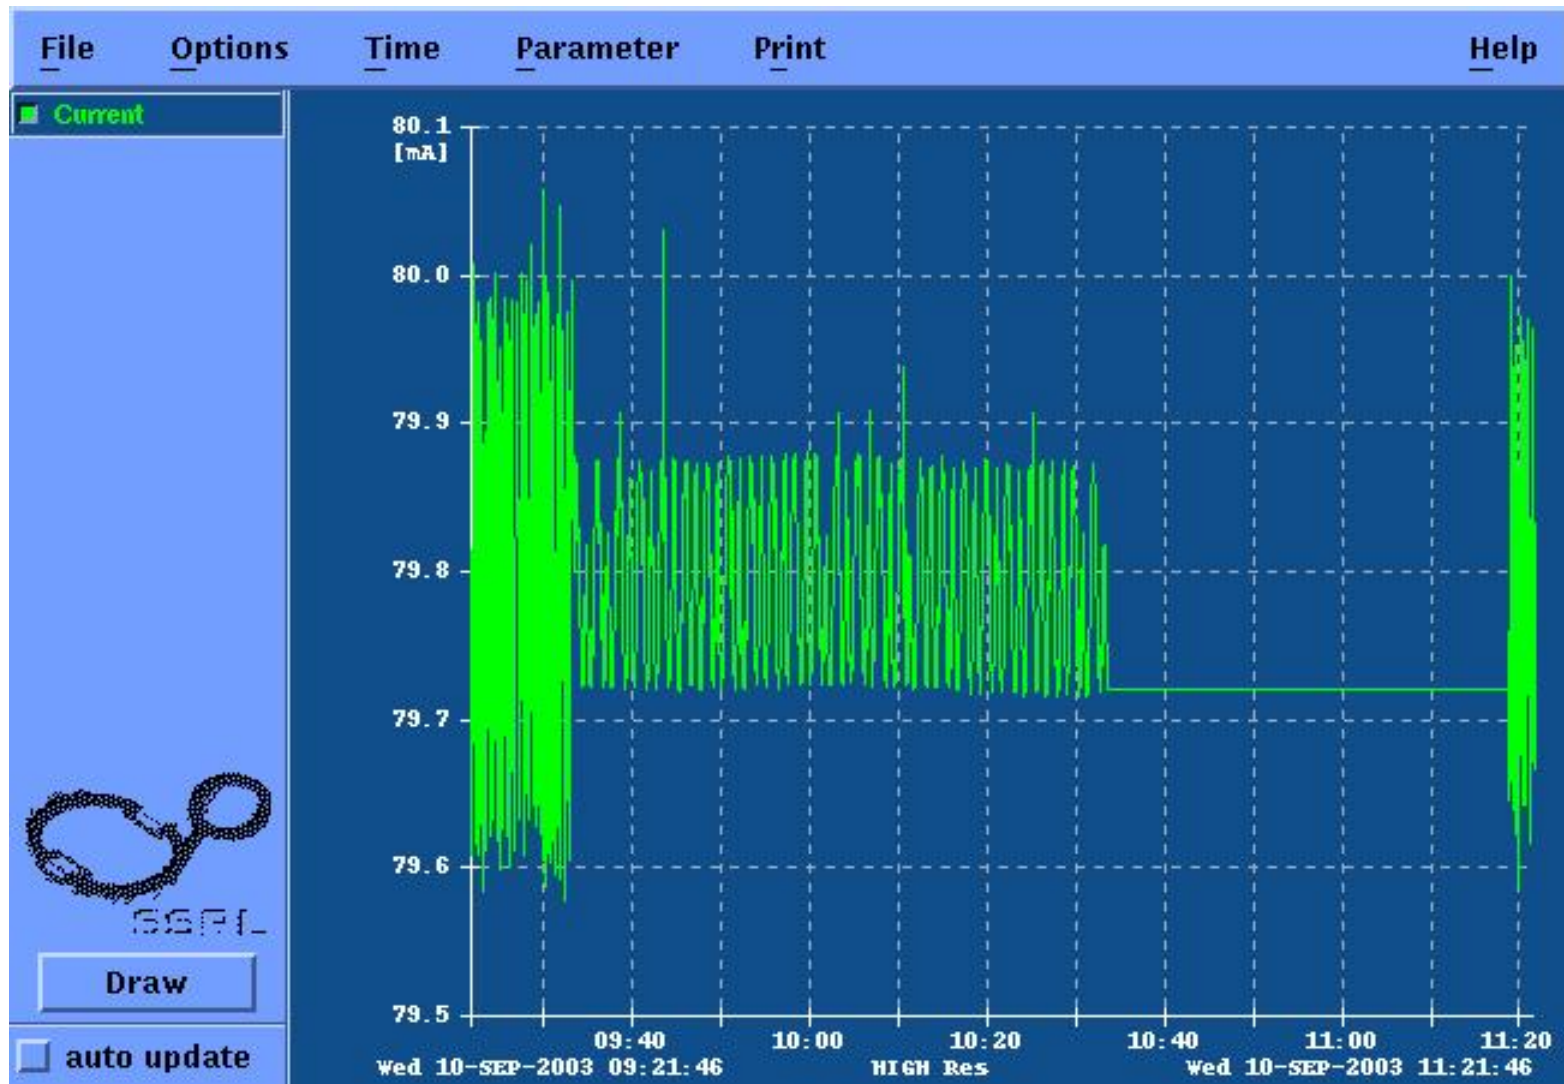 File Options Time Parameter Print Help
Current
80.1
[mA]
80.0
79.9
79.8
79.7
79.6
79.5
SSRL
Draw
auto update
09:40 10:00 10:20 10:40 11:00 11:20
Wed 10-SEP-2003 09:21:46 HIGH Res Wed 10-SEP-2003 11:21:46